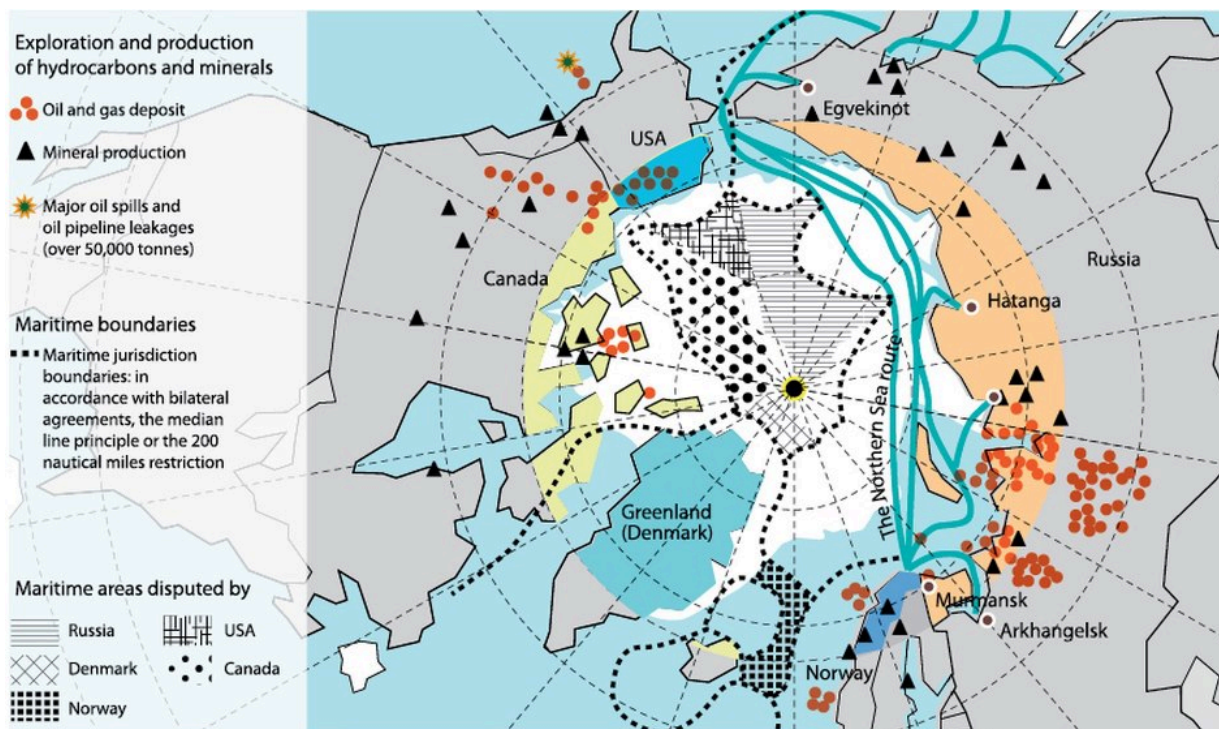 Exploration and production
of hydrocarbons and minerals
Oil and gas deposit
Mineral production
Major oil spills and
oil pipeline leakages
(over 50,000 tonnes)
Maritime boundaries
Maritime jurisdiction
boundaries: in
accordance with bilateral
agreements, the median
line principle or the 200
nautical miles restriction
Maritime areas disputed by
Russia
USA
Denmark
Canada
Norway
USA
Egvekinot
Canada
Russia
Hatanga
The Northern Sea route
Greenland
(Denmark)
Murmansk
Arkhangelsk
Norway